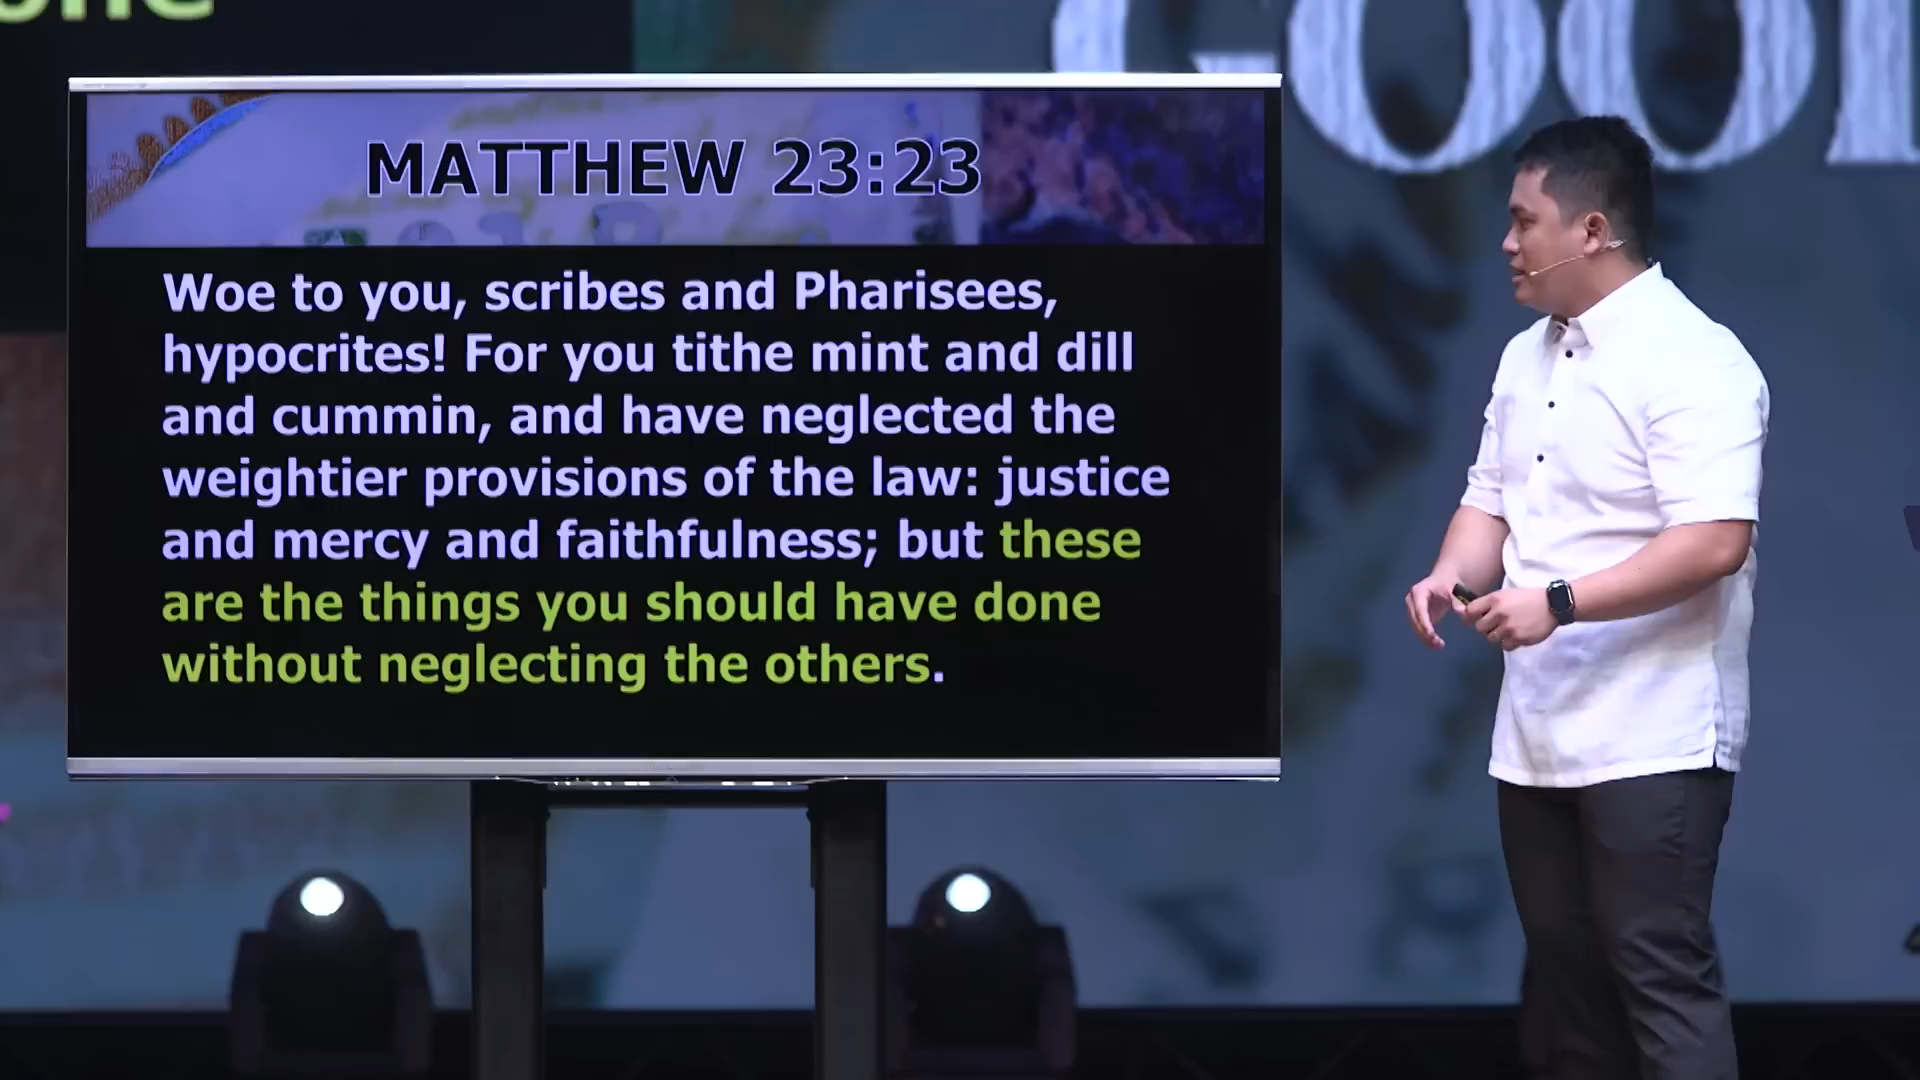 MATTHEW 23:23
Woe to you, scribes and Pharisees,
hypocrites! For you tithe mint and dill
and cummin, and have neglected the
weightier provisions of the law: justice
and mercy and faithfulness; but these
are the things you should have done
without neglecting the others.